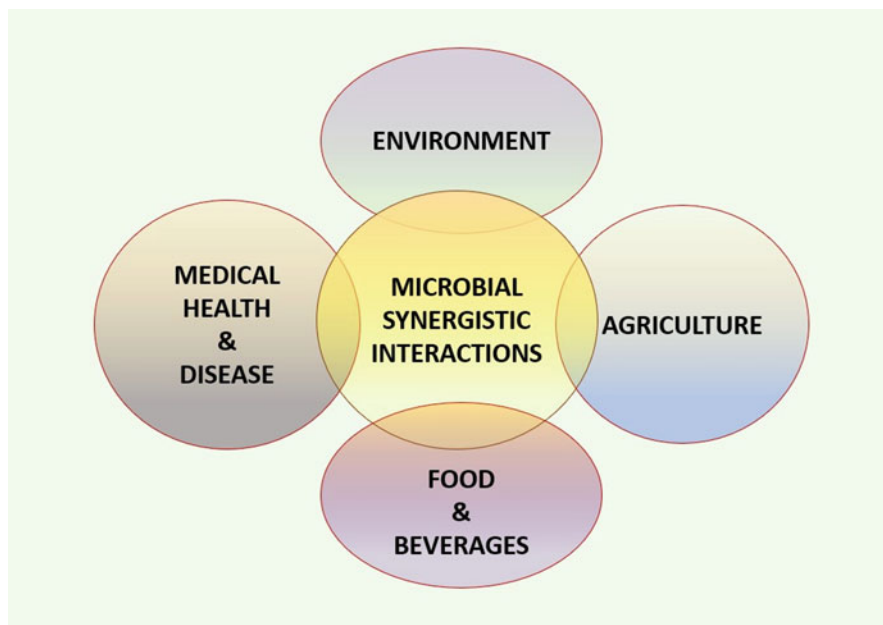 ENVIRONMENT
MEDICAL
HEALTH
&
DISEASE
MICROBIAL
SYNERGISTIC
INTERACTIONS
AGRICULTURE
FOOD
&
BEVERAGES